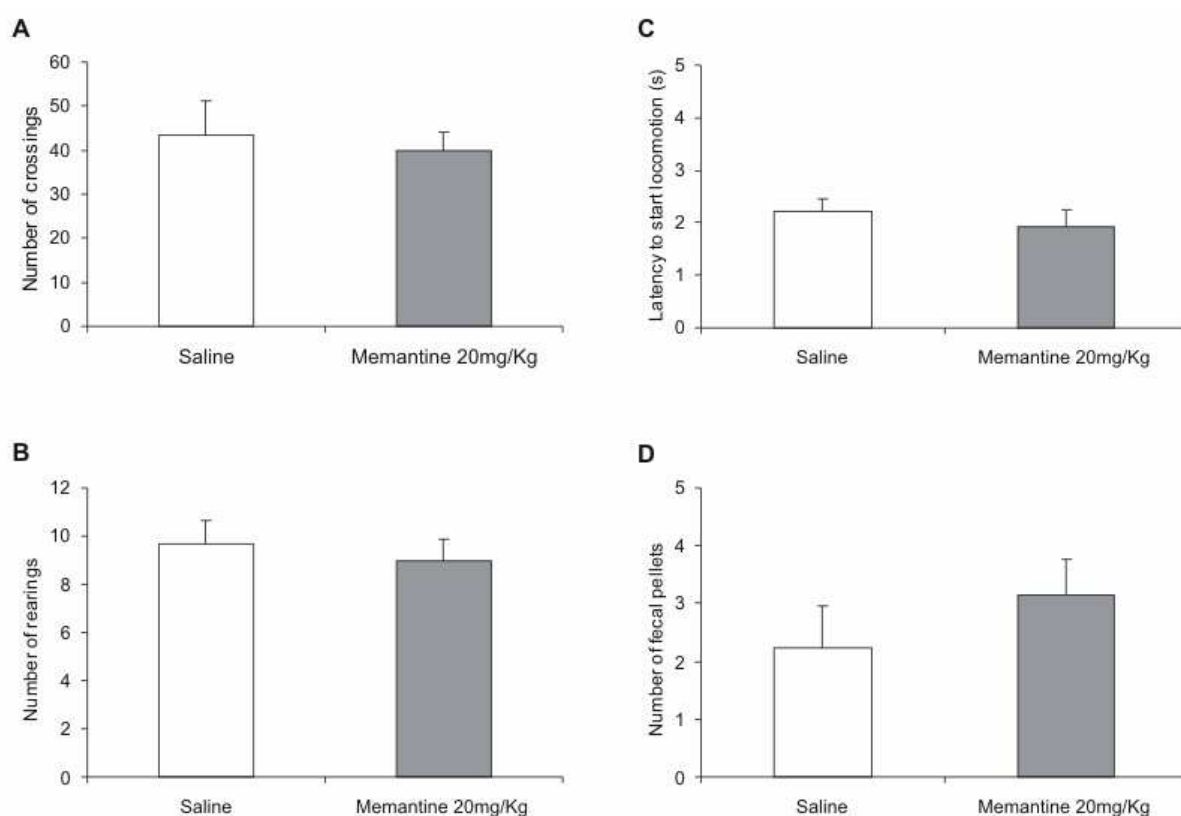 A
Number of crossings
60
50
40
30
20
10
0
Saline
Memantine 20mg/Kg
C
Latency to start locomotion (s)
5
4
3
2
1
0
Saline
Memantine 20mg/Kg
B
Number of rearings
12
10
8
6
4
2
0
Saline
Memantine 20mg/Kg
D
Number of fecal pellets
5
4
3
2
1
0
Saline
Memantine 20mg/Kg